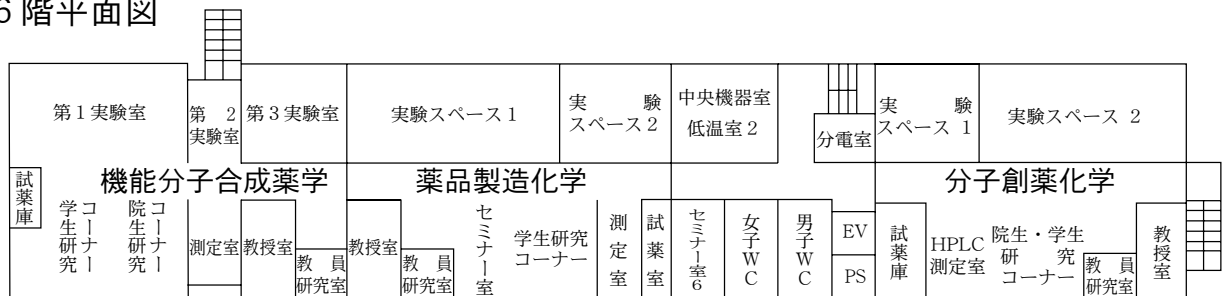 6階平面図
第1実験室
第 2
実験室
第3実験室
実験スペース1
実 験
スペース2
中央機器室
低温室2
分電室
実 験
スペース 1
実験スペース 2
試薬庫
機能分子合成薬学
薬品製造化学
分子創薬化学
学生研究
コーナー
院生研究
コーナー
測定室
教授室
教 員
研究室
教授室
教 員
研究室
セミナー室
学生研究
コーナー
測定室
試薬室
セミナー室6
女子WC
男子WC
EV
PS
試薬庫
HPLC
測定室
院生・学生
研 究
コーナー
教 員
研究室
教授室